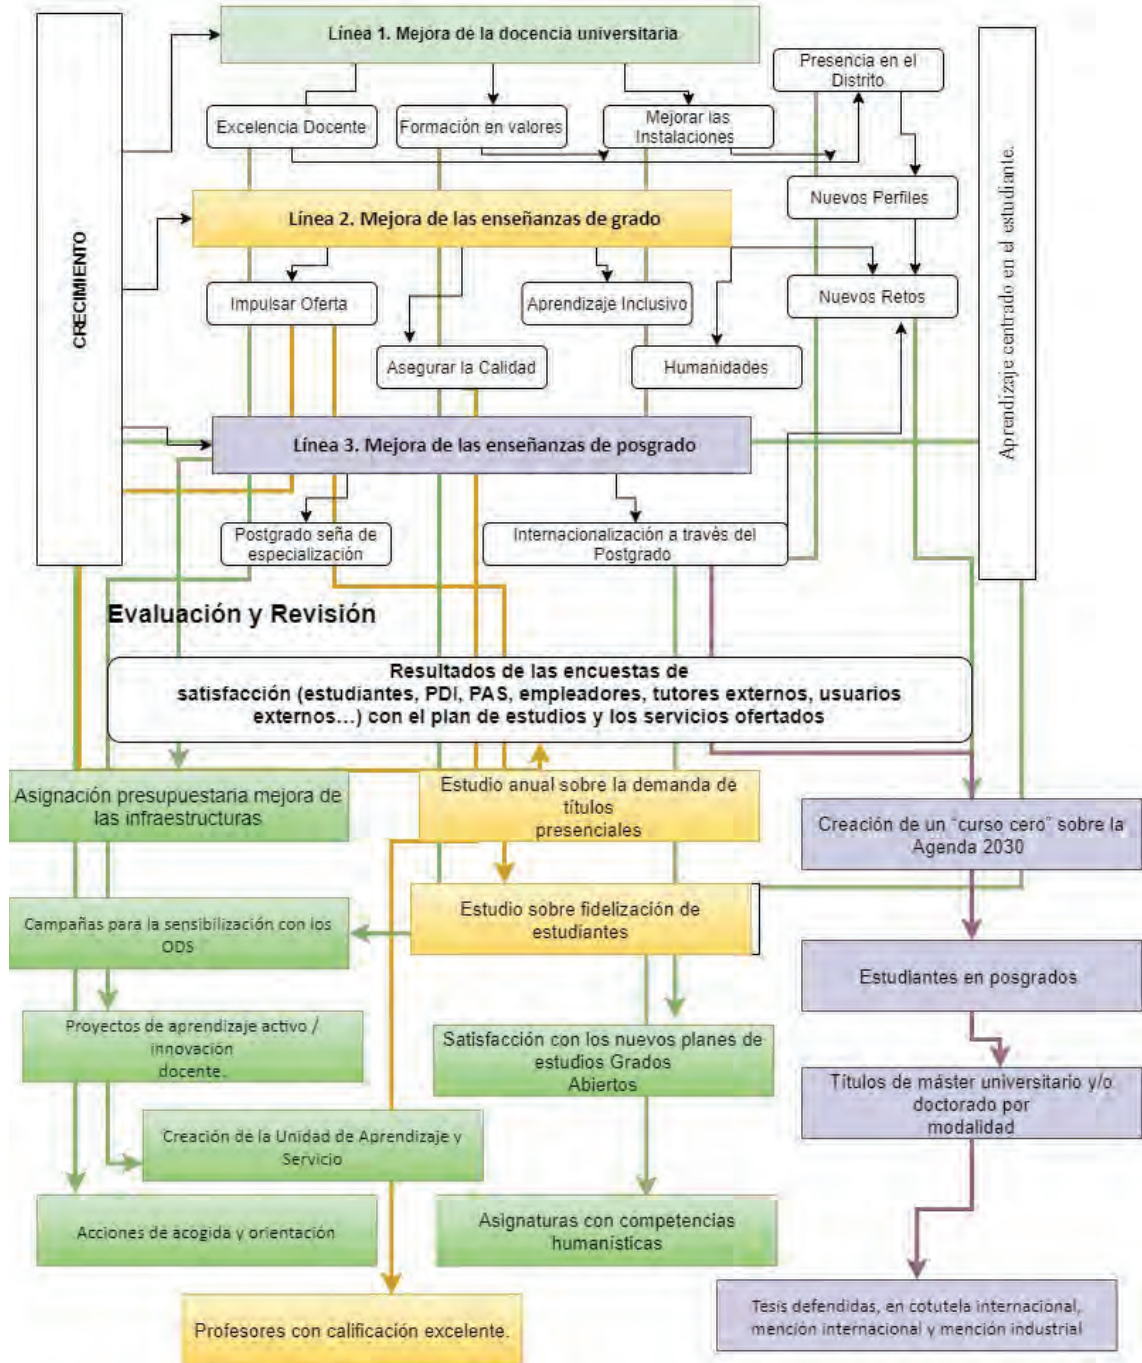 Línea 1. Mejora de la docencia universitaria
Presencia en el
Distrito
Excelencia Docente
Formación en valores
Mejorar las
Instalaciones
Nuevos Perfiles
Línea 2. Mejora de las enseñanzas de grado
CRECIMIENTO
Aprendizaje centrado en el estudiante.
Impulsar Oferta
Aprendizaje Inclusivo
Nuevos Retos
Asegurar la Calidad
Humanidades
Línea 3. Mejora de las enseñanzas de posgrado
Postgrado seña de
especialización
Internacionalización a través del
Postgrado
Evaluación y Revisión
Resultados de las encuestas de
satisfacción (estudiantes, PDI, PAS, empleadores, tutores externos, usuarios
externos...) con el plan de estudios y los servicios ofertados
Asignación presupuestaria mejora de
las infraestructuras
Estudio anual sobre la demanda de
títulos
presenciales
Creación de un "curso cero" sobre la
Agenda 2030
Campañas para la sensibilización con los
ODS
Estudio sobre fidelización de
estudiantes
Estudiantes en posgrados
Proyectos de aprendizaje activo /
innovación
docente.
Satisfacción con los nuevos planes de
estudios Grados
Abiertos
Títulos de máster universitario y/o
doctorado por
modalidad
Creación de la Unidad de Aprendizaje y
Servicio
Acciones de acogida y orientación
Asignaturas con competencias
humanísticas
Profesores con calificación excelente.
Tesis defendidas, en cotutela internacional,
mención internacional y mención industrial